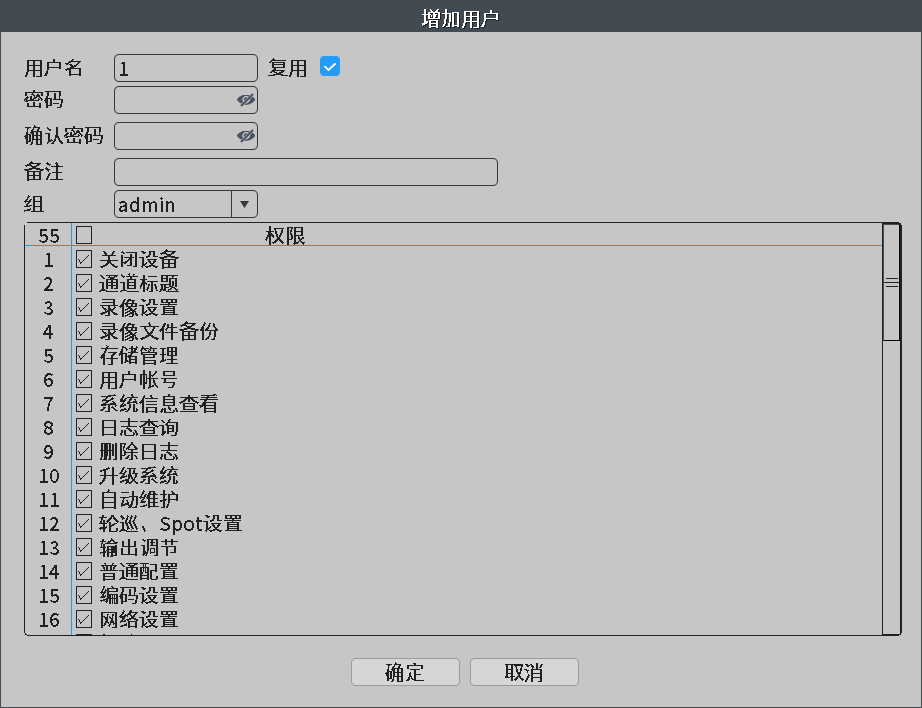 增加用户
用户名 1 复用
密码
确认密码
备注
组 admin
55 权限
1 关闭设备
2 通道标题
3 录像设置
4 录像文件备份
5 存储管理
6 用户帐号
7 系统信息查看
8 日志查询
9 删除日志
10 升级系统
11 自动维护
12 轮巡、Spot设置
13 输出调节
14 普通配置
15 编码设置
16 网络设置
确定 取消